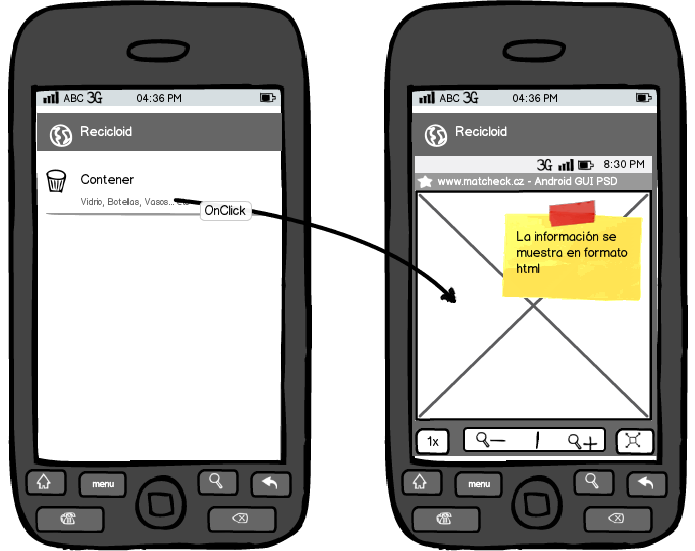 ABC 3G 04:36 PM
Recicloid
Contener
Vidrio, Botellas, Vasos... etc
OnClick
menu
ABC 3G 04:36 PM
Recicloid
3G 8:30 PM
www.matcheck.cz - Android GUI PSD
La información se
muestra en formato
html
1x
menu